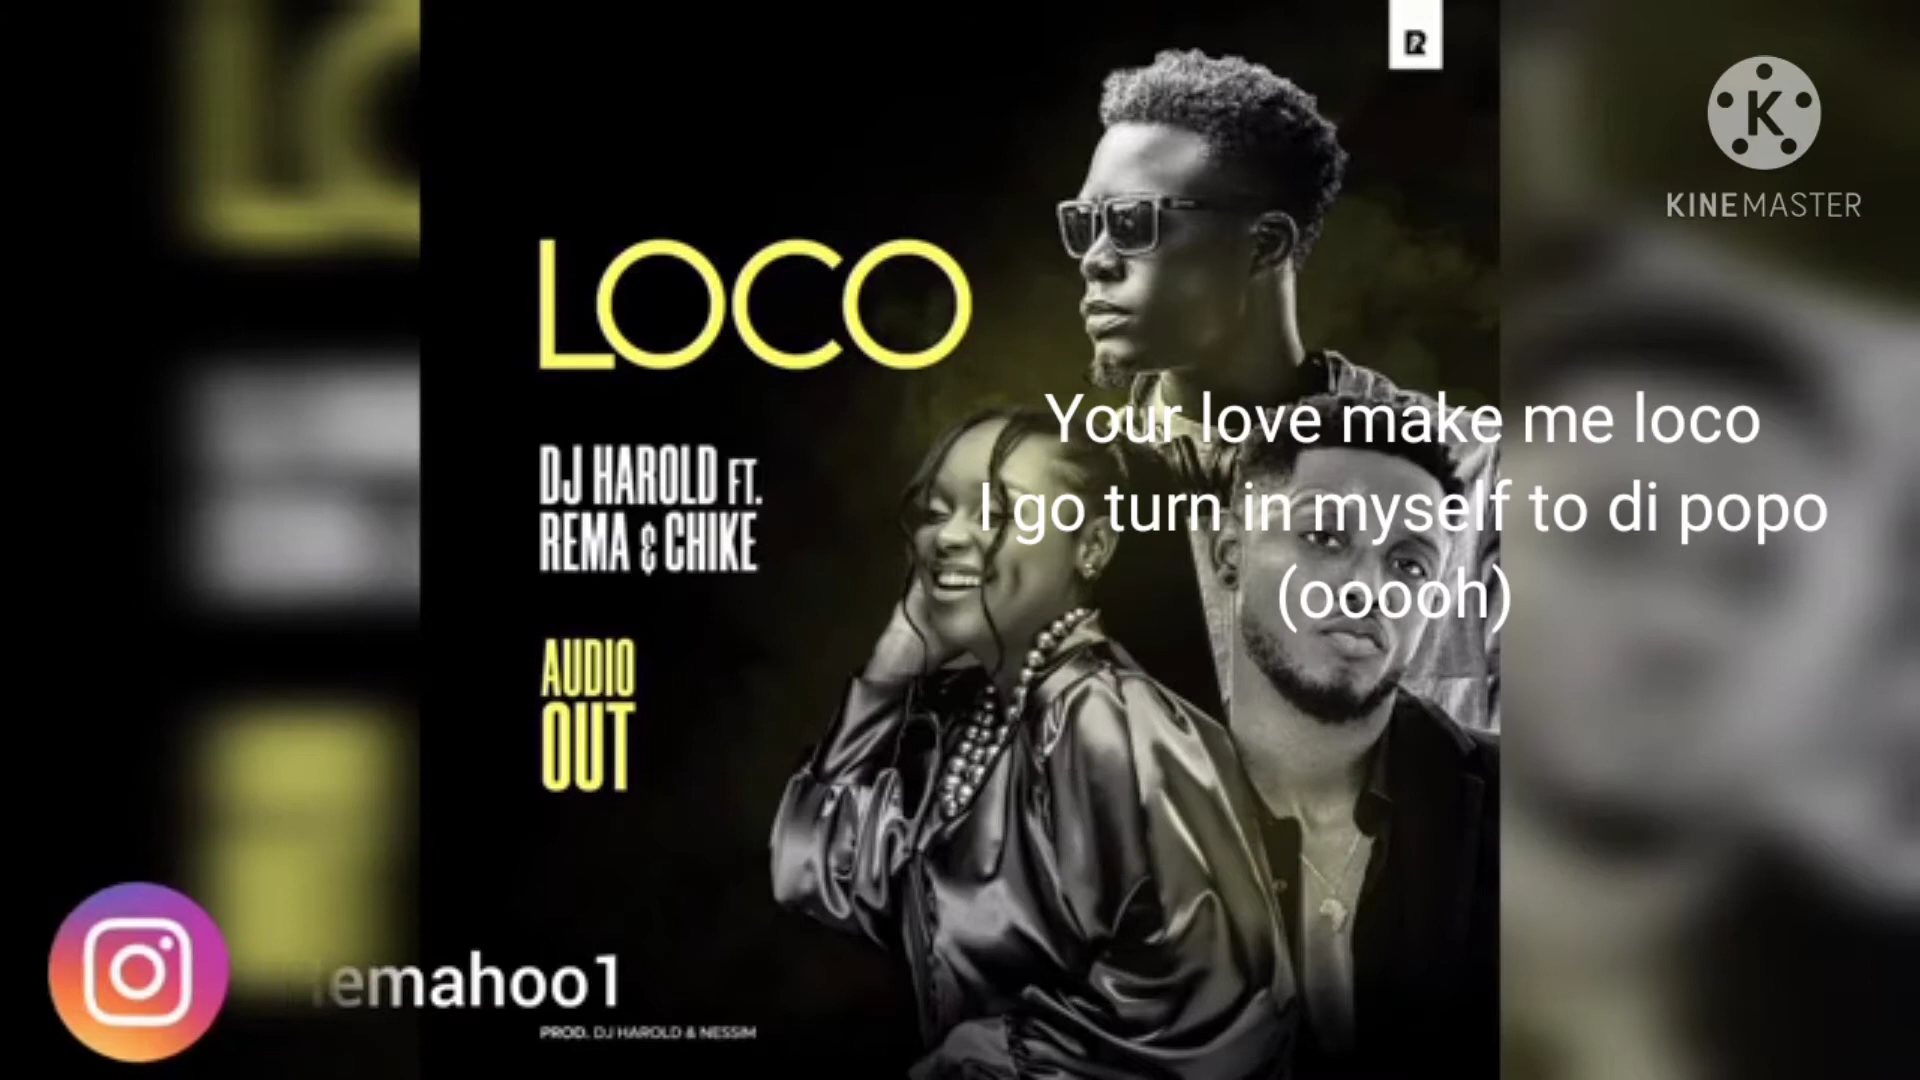 K
KINEMASTER
LOCO
DJ HAROLD FT.
REMA & CHIKE
AUDIO
OUT
Your love make me loco
I go turn in myself to di popo
(ooooh)
emahoo1
PROD. DJ HAROLD & NESSIM